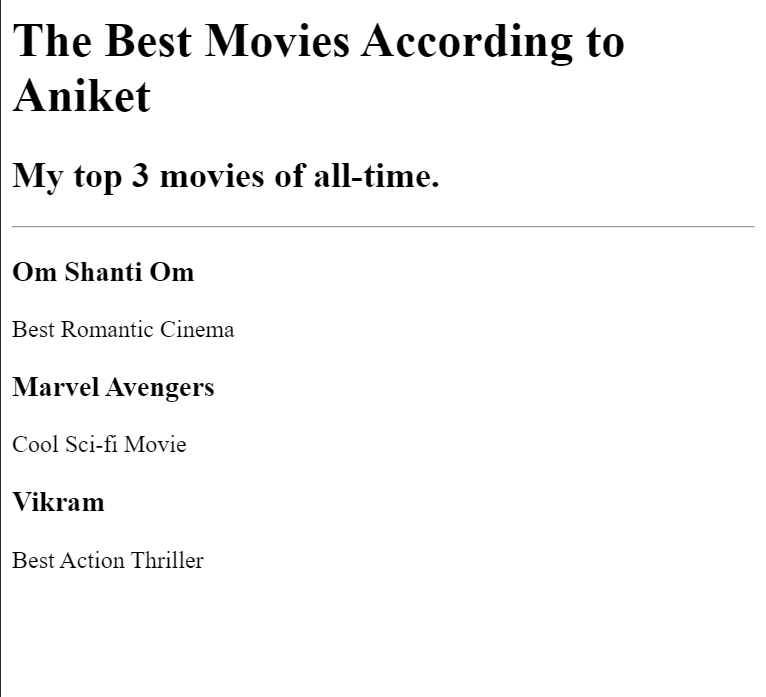 The Best Movies According to
Aniket
My top 3 movies of all-time.
Om Shanti Om
Best Romantic Cinema
Marvel Avengers
Cool Sci-fi Movie
Vikram
Best Action Thriller